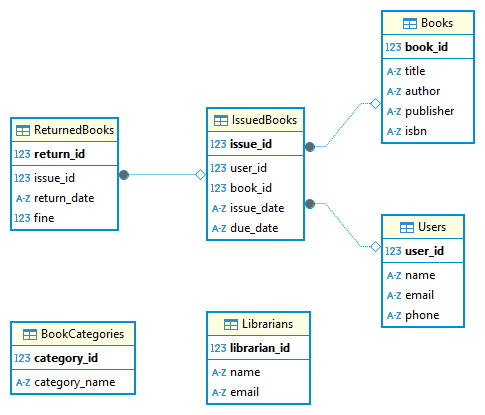 Books
123 book_id
A-Z title
A-Z author
A-Z publisher
A-Z isbn
IssuedBooks
123 issue_id
123 user_id
123 book_id
A-Z issue_date
A-Z due_date
ReturnedBooks
123 return_id
123 issue_id
A-Z return_date
123 fine
Users
123 user_id
A-Z name
A-Z email
A-Z phone
BookCategories
123 category_id
A-Z category_name
Librarians
123 librarian_id
A-Z name
A-Z email